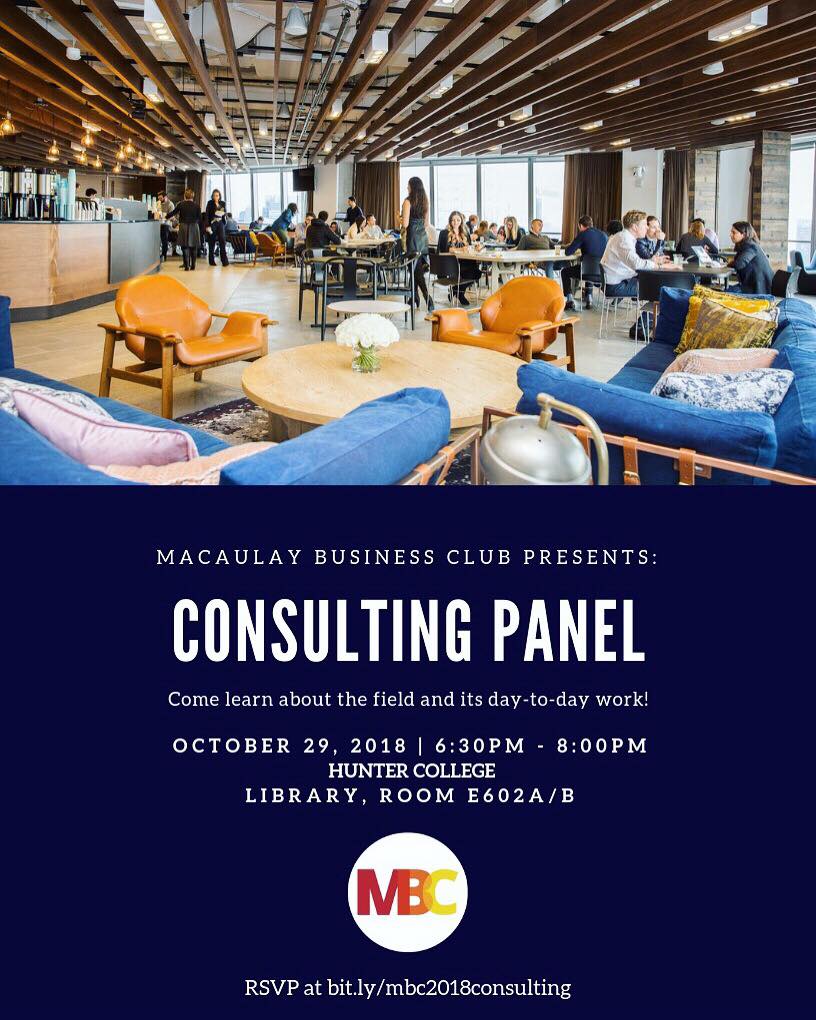 MACAULAY BUSINESS CLUB PRESENTS:
CONSULTING PANEL
Come learn about the field and its day-to-day work!
OCTOBER 29, 2018 | 6:30PM - 8:00PM
HUNTER COLLEGE
LIBRARY, ROOM E602A/B
MBC
RSVP at bit.ly/mbc2018consulting